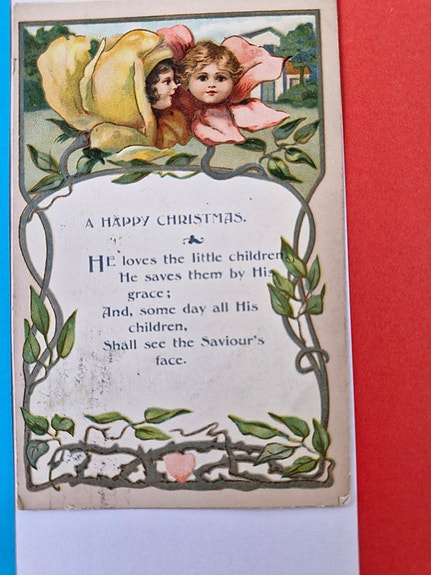 A HAPPY CHRISTMAS.
HE loves the little children
He saves them by His
grace;
And, some day all His
children,
Shall see the Saviour's
face.